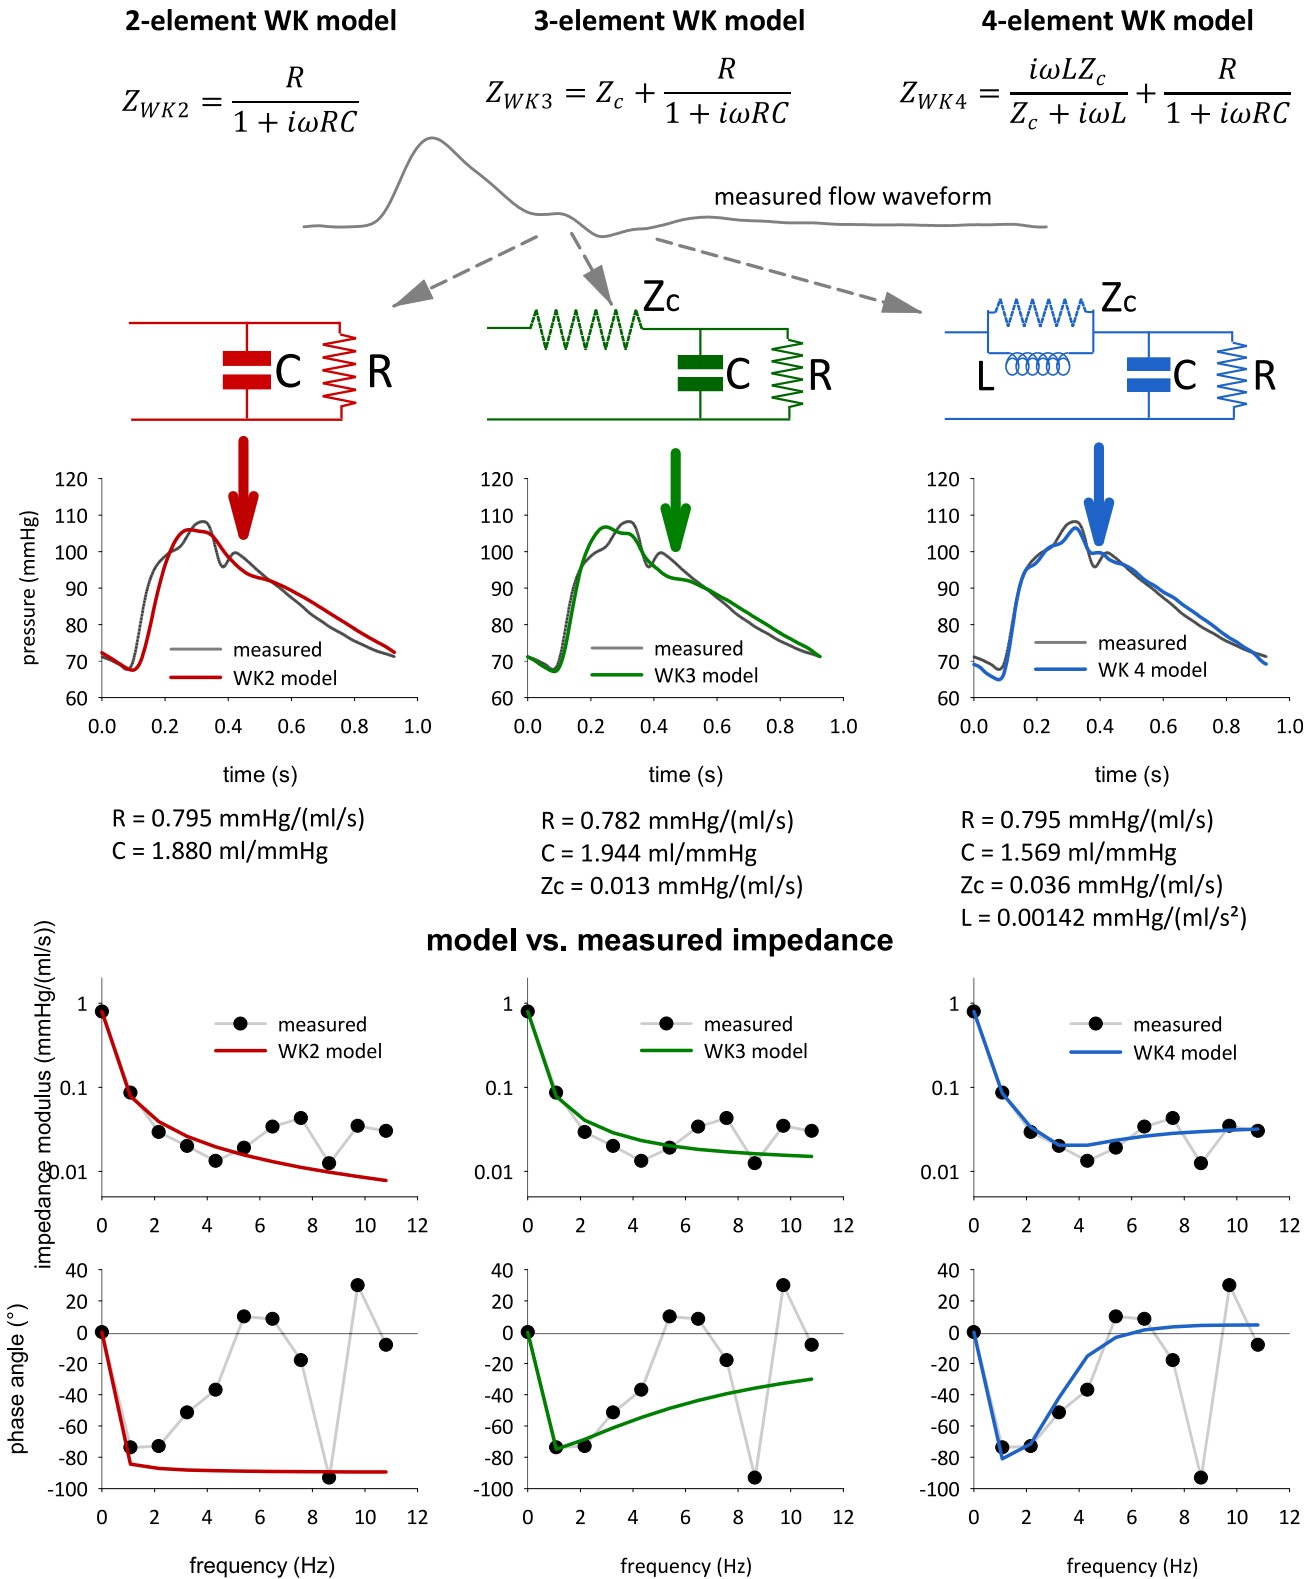 2-element WK model
3-element WK model
4-element WK model
Z_{WK2} = \frac{R}{1 + iωRC}
Z_{WK3} = Z_c + \frac{R}{1 + iωRC}
Z_{WK4} = \frac{iωLZ_c}{Z_c + iωL} + \frac{R}{1 + iωRC}
measured flow waveform
C R
Zc
C R
Zc
L C R
pressure (mmHg)
120
110
100
90
80
70
60
measured
WK2 model
0.0 0.2 0.4 0.6 0.8 1.0
time (s)
120
110
100
90
80
70
60
measured
WK3 model
0.0 0.2 0.4 0.6 0.8 1.0
time (s)
120
110
100
90
80
70
60
measured
WK 4 model
0.0 0.2 0.4 0.6 0.8 1.0
time (s)
R = 0.795 mmHg/(ml/s)
C = 1.880 ml/mmHg
R = 0.782 mmHg/(ml/s)
C = 1.944 ml/mmHg
Zc = 0.013 mmHg/(ml/s)
R = 0.795 mmHg/(ml/s)
C = 1.569 ml/mmHg
Zc = 0.036 mmHg/(ml/s)
L = 0.00142 mmHg/(ml/s²)
model vs. measured impedance
impedance modulus (mmHg/(ml/s))
1
0.1
0.01
measured
WK2 model
0 2 4 6 8 10 12
1
0.1
0.01
measured
WK3 model
0 2 4 6 8 10 12
1
0.1
0.01
measured
WK4 model
0 2 4 6 8 10 12
phase angle (°)
40
20
0
-20
-40
-60
-80
-100
0 2 4 6 8 10 12
frequency (Hz)
40
20
0
-20
-40
-60
-80
-100
0 2 4 6 8 10 12
frequency (Hz)
40
20
0
-20
-40
-60
-80
-100
0 2 4 6 8 10 12
frequency (Hz)